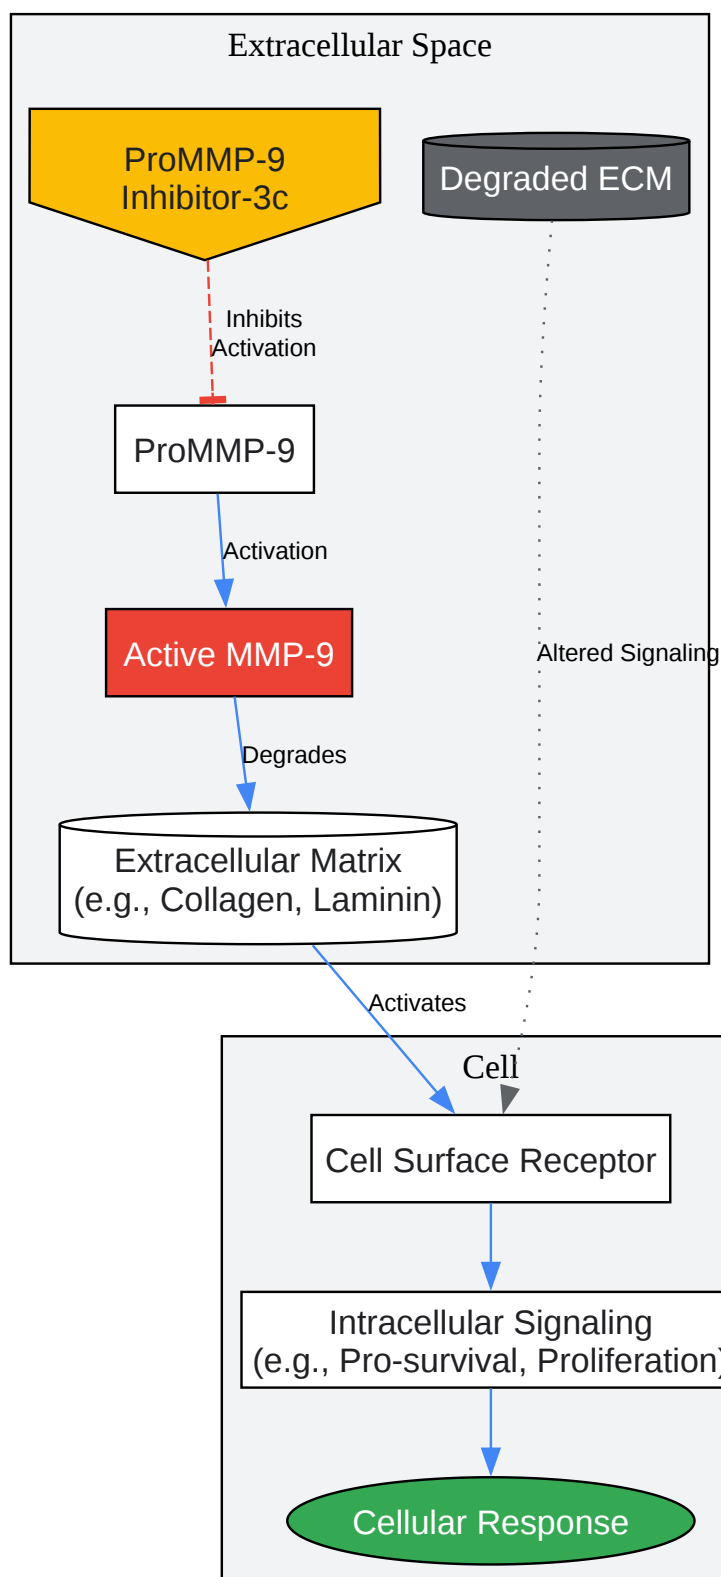 Extracellular Space
ProMMP-9
Inhibitor-3c
Degraded ECM
Inhibits
Activation
ProMMP-9
Activation
Active MMP-9
Altered Signaling
Degrades
Extracellular Matrix
(e.g., Collagen, Laminin)
Activates
Cell
Cell Surface Receptor
Intracellular Signaling
(e.g., Pro-survival, Proliferation)
Cellular Response